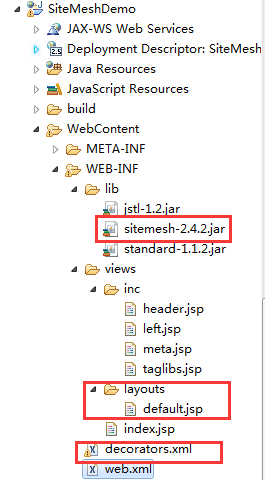 SiteMeshDemo
JAX-WS Web Services
Deployment Descriptor: SiteMesh
Java Resources
JavaScript Resources
build
WebContent
META-INF
WEB-INF
lib
jstl-1.2.jar
sitemesh-2.4.2.jar
standard-1.1.2.jar
views
inc
header.jsp
left.jsp
meta.jsp
taglibs.jsp
layouts
default.jsp
index.jsp
decorators.xml
web.xml